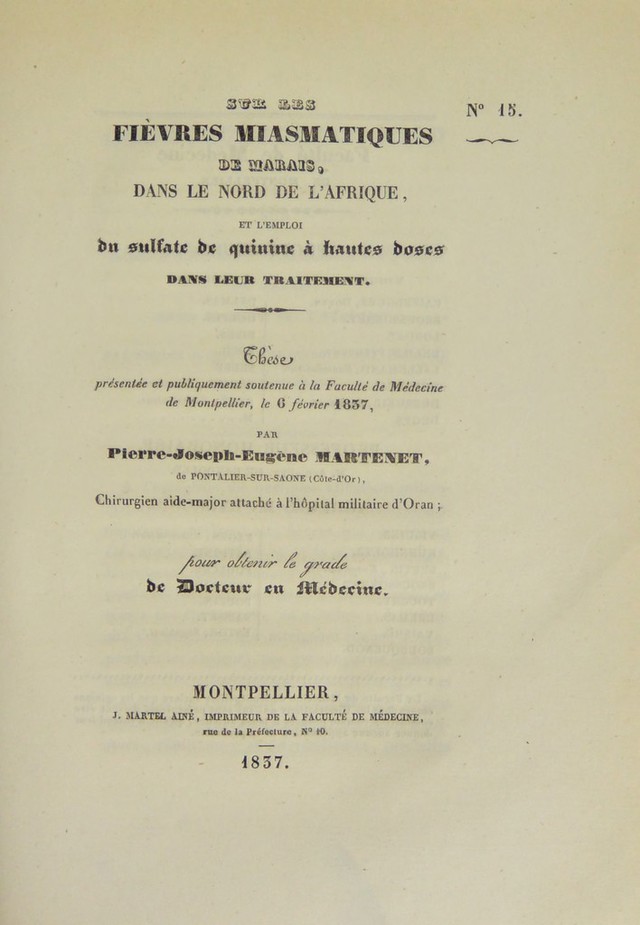 SUR LES
N° 15.
FIÈVRES MIASMATIQUES
DE MARAIS,
DANS LE NORD DE L'AFRIQUE,
ET L'EMPLOI
du sulfate de quinine à hautes doses
DANS LEUR TRAITEMENT.
Thèse
présentée et publiquement soutenue à la Faculté de Médecine
de Montpellier, le 6 février 1837,
PAR
Pierre-Joseph-Eugène MARTENET,
de PONTALIER-SUR-SAONE (Côte-d'Or),
Chirurgien aide-major attaché à l'hôpital militaire d'Oran ;
pour obtenir le grade
de Docteur en Médecine.
MONTPELLIER,
J. MARTEL AINÉ, IMPRIMEUR DE LA FACULTÉ DE MÉDECINE,
rue de la Préfecture, N° 10.
1837.